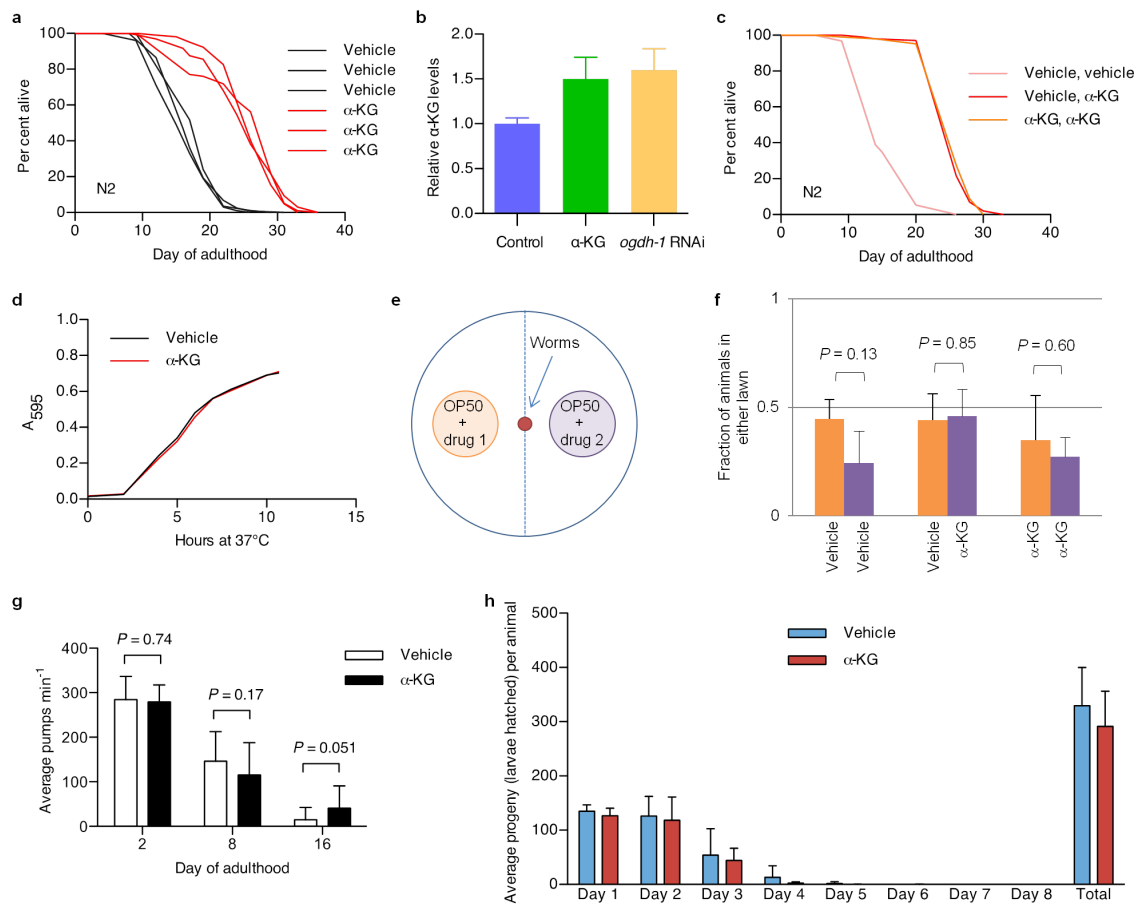 a
Per cent alive
100
80
60
40
20
0
0
10
20
30
40
Day of adulthood
N2
Vehicle
Vehicle
Vehicle
α-KG
α-KG
α-KG
b
Relative α-KG levels
2.0
1.5
1.0
0.5
0.0
Control
α-KG
ogdh-1 RNAi
c
Per cent alive
100
80
60
40
20
0
0
10
20
30
40
Day of adulthood
N2
Vehicle, vehicle
Vehicle, α-KG
α-KG, α-KG
d
A595
1.0
0.8
0.6
0.4
0.2
0.0
0
5
10
15
Hours at 37°C
Vehicle
α-KG
e
Worms
OP50
+
drug 1
OP50
+
drug 2
f
Fraction of animals in
either lawn
1
0.5
0
P = 0.13
P = 0.85
P = 0.60
Vehicle
Vehicle
Vehicle
α-KG
α-KG
α-KG
g
Average pumps min-1
400
300
200
100
0
P = 0.74
P = 0.17
P = 0.051
2
8
16
Day of adulthood
Vehicle
α-KG
h
Average progeny (larvae hatched) per animal
500
400
300
200
100
0
Vehicle
α-KG
Day 1
Day 2
Day 3
Day 4
Day 5
Day 6
Day 7
Day 8
Total